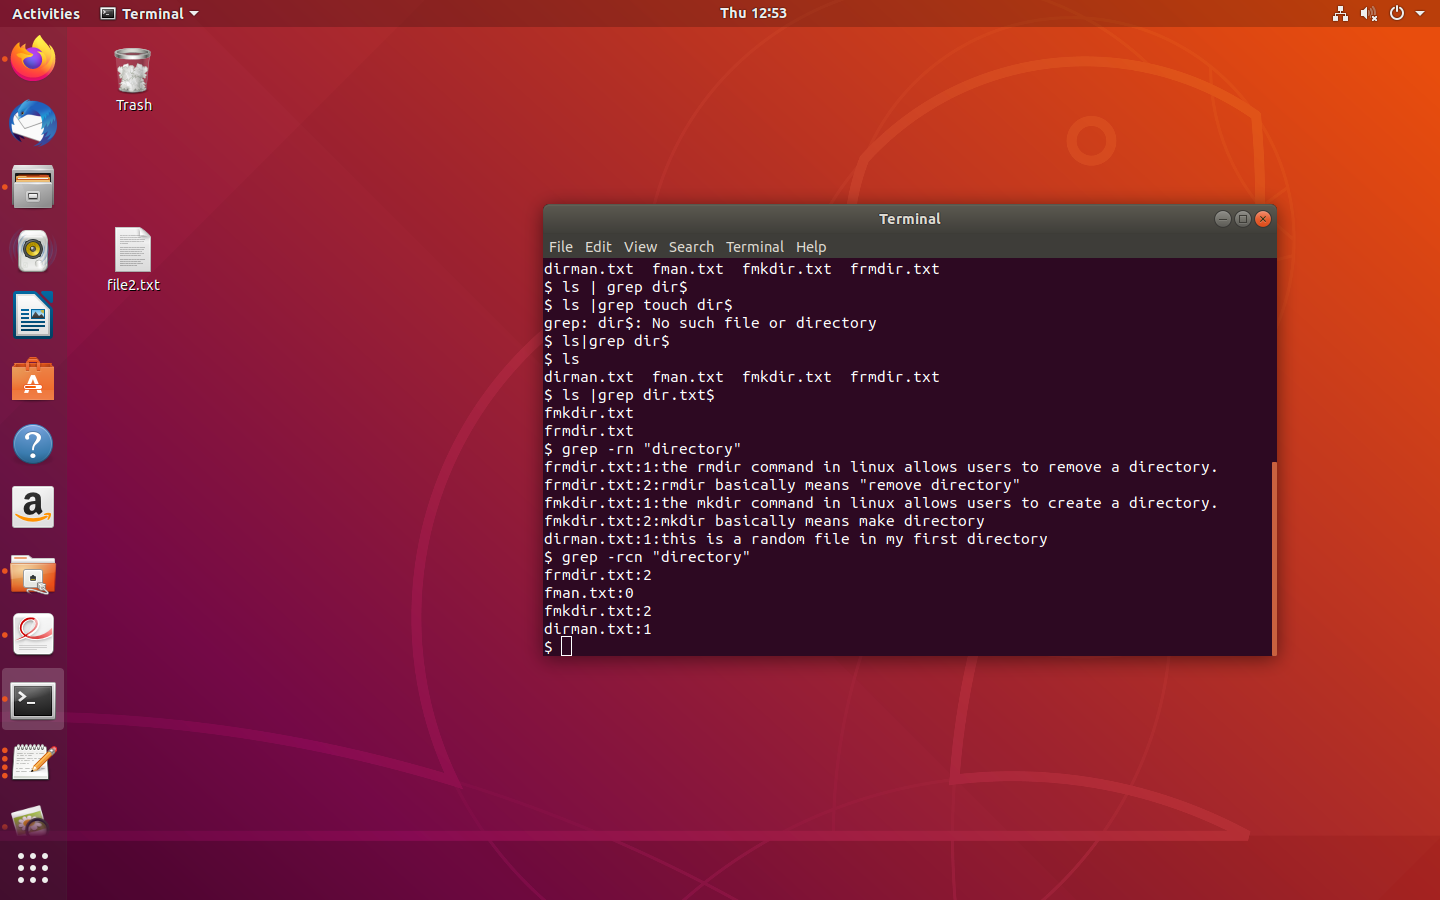 Activities
Terminal
Thu 12:53
Trash
file2.txt
Terminal
File Edit View Search Terminal Help
dirman.txt  fman.txt  fmkdir.txt  frmdir.txt
$ ls | grep dir$
$ ls |grep touch dir$
grep: dir$: No such file or directory
$ ls|grep dir$
$ ls
dirman.txt  fman.txt  fmkdir.txt  frmdir.txt
$ ls |grep dir.txt$
fmkdir.txt
frmdir.txt
$ grep -rn "directory"
frmdir.txt:1:the rmdir command in linux allows users to remove a directory.
frmdir.txt:2:rmdir basically means "remove directory"
fmkdir.txt:1:the mkdir command in linux allows users to create a directory.
fmkdir.txt:2:mkdir basically means make directory
dirman.txt:1:this is a random file in my first directory
$ grep -rcn "directory"
frmdir.txt:2
fman.txt:0
fmkdir.txt:2
dirman.txt:1
$